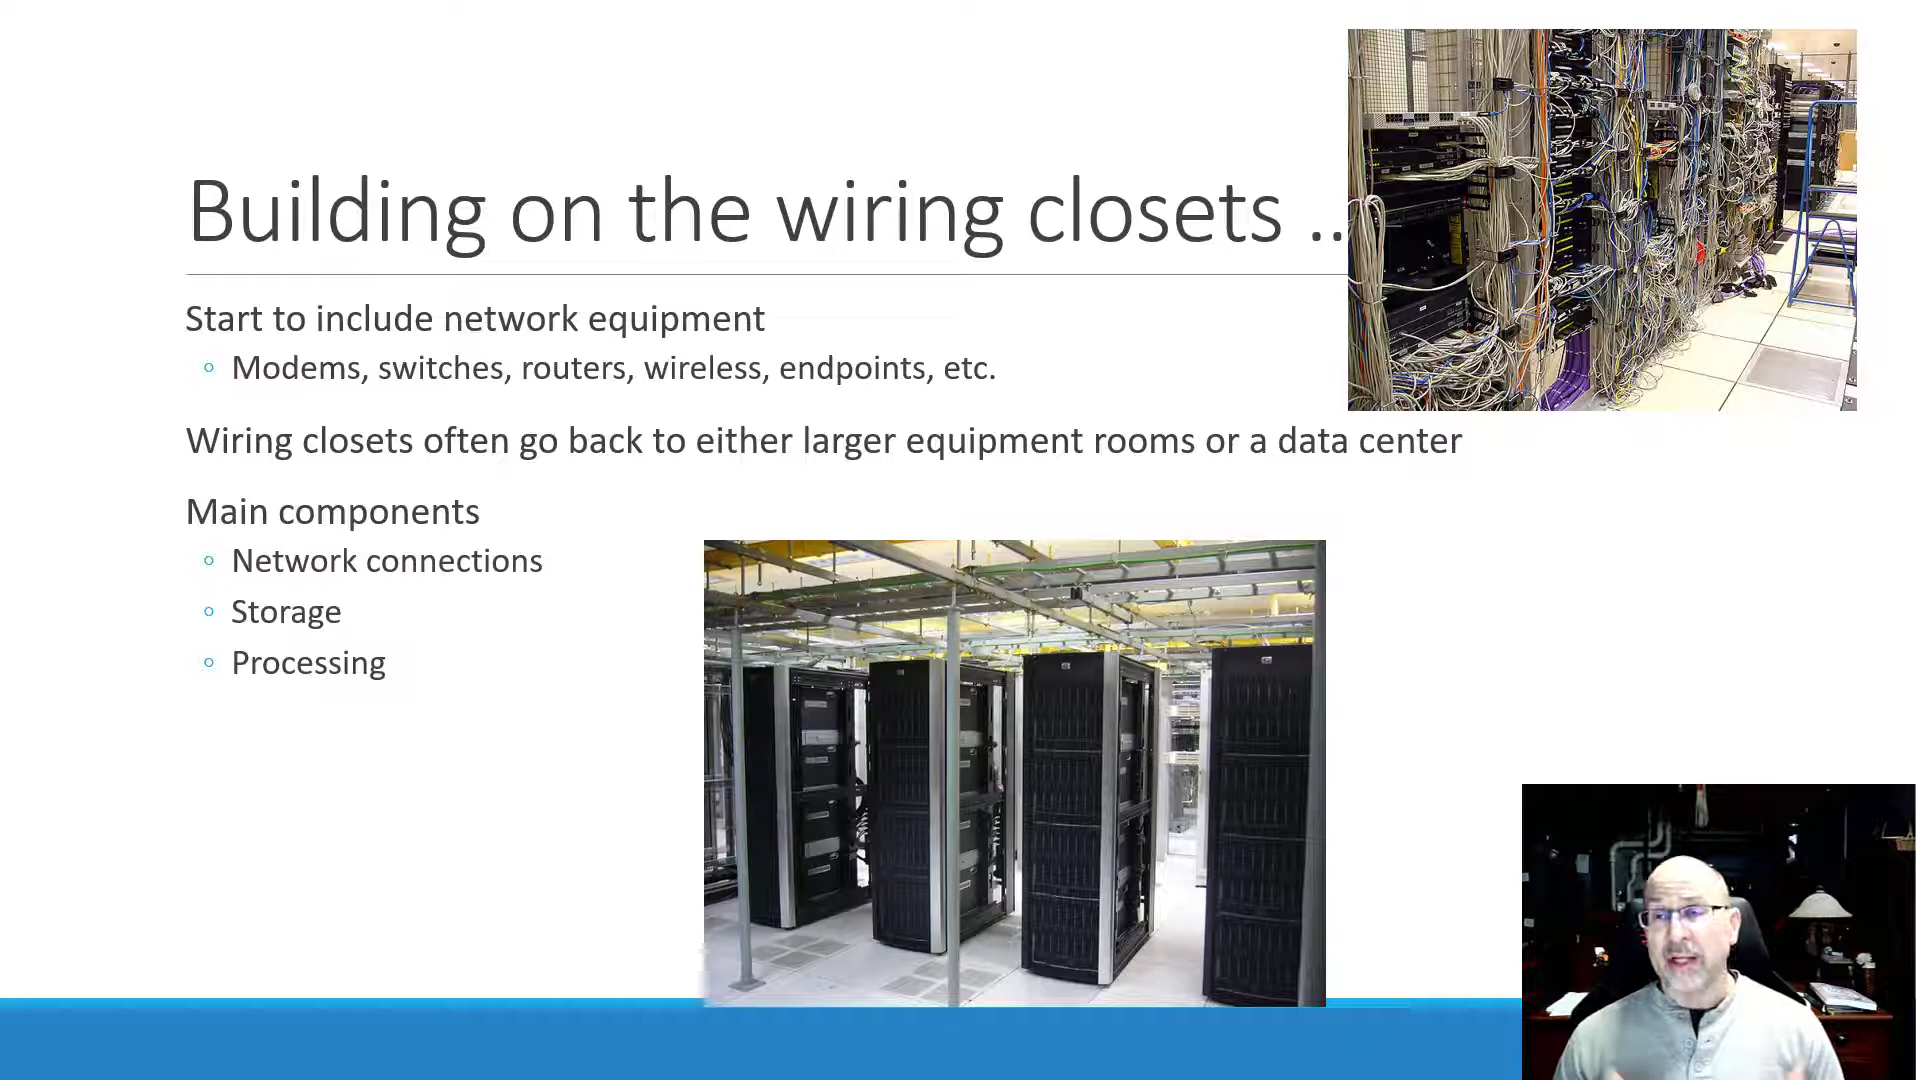 Building on the wiring closets ..
Start to include network equipment
Modems, switches, routers, wireless, endpoints, etc.
Wiring closets often go back to either larger equipment rooms or a data center
Main components
Network connections
Storage
Processing